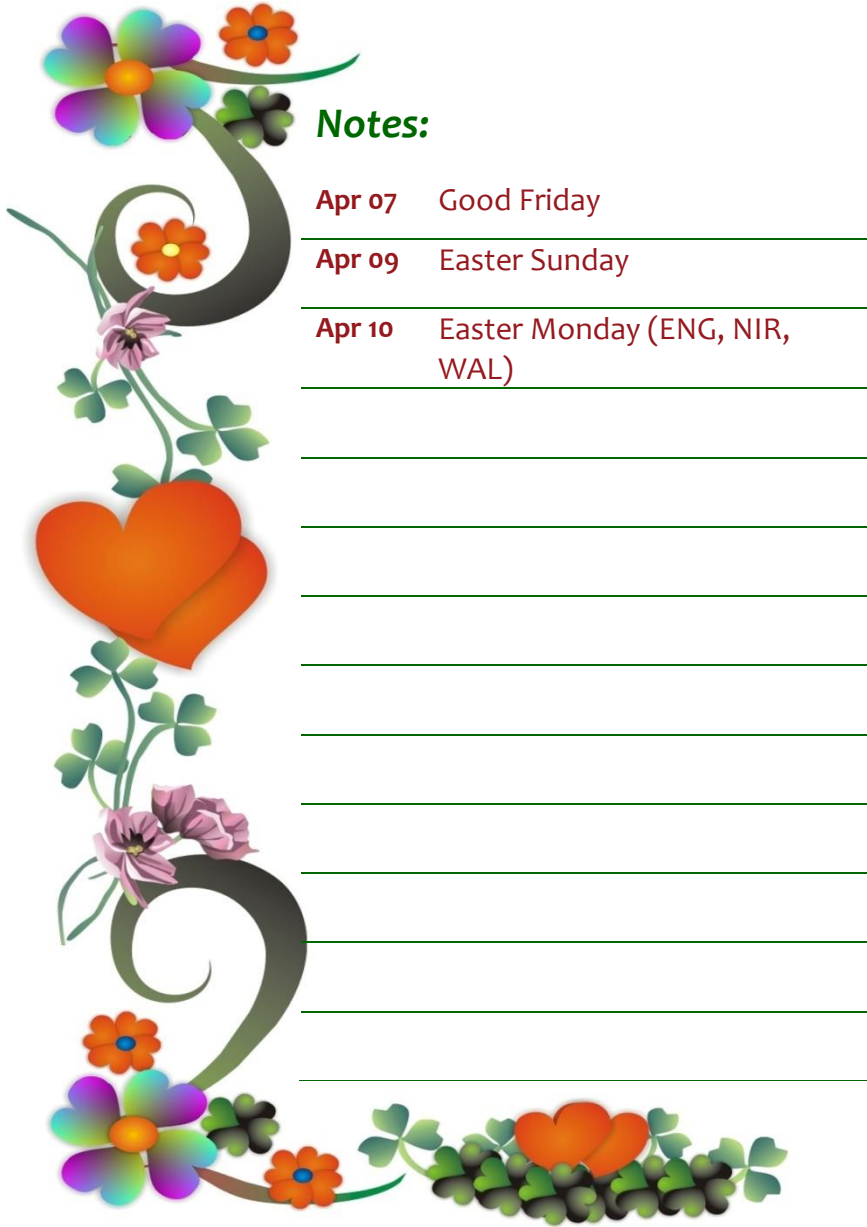 Notes:
Apr 07 Good Friday
Apr 09 Easter Sunday
Apr 10 Easter Monday (ENG, NIR,
WAL)